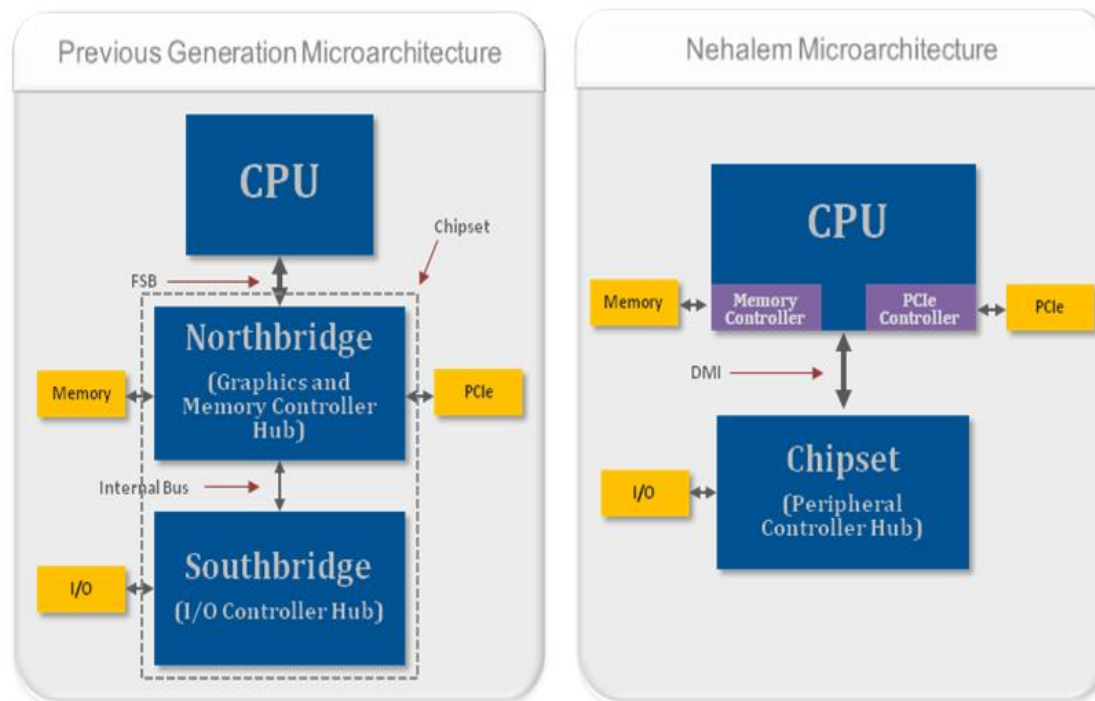 Previous Generation Microarchitecture
CPU
Chipset
FSB
Northbridge
(Graphics and
Memory Controller
Hub)
Memory
PCIe
Internal Bus
Southbridge
(I/O Controller Hub)
I/O
Nehalem Microarchitecture
CPU
Memory
Memory
Controller
PCIe
Controller
PCIe
DMI
Chipset
(Peripheral
Controller Hub)
I/O